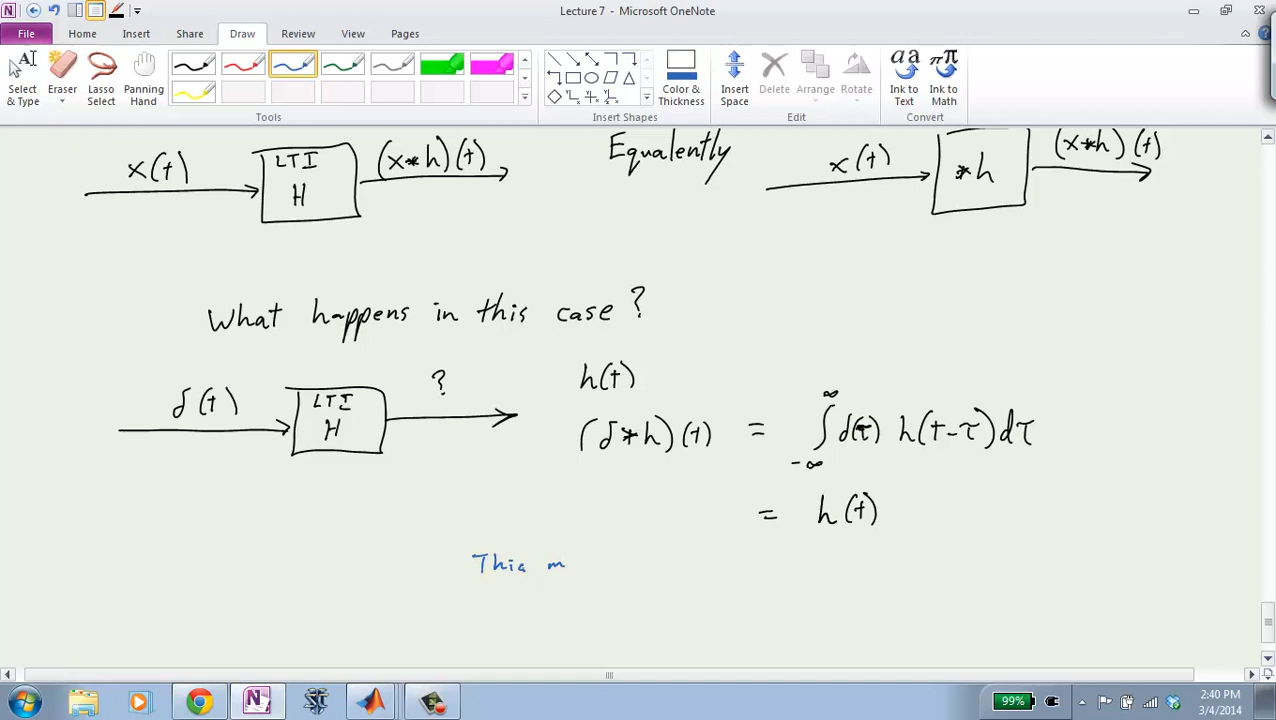 Lecture 7 - Microsoft OneNote
File Home Insert Share Draw Review View Pages
Select & Type Eraser Lasso Select Panning Hand Color & Thickness Insert Space Delete Arrange Rotate Ink to Text Ink to Math
Tools Insert Shapes Edit Convert
x(t) LTI H (x*h)(t) Equalently x(t) *h (x*h)(t)
What happens in this case?
δ(t) LTI H ? h(t)
(δ*h)(t) = ∫_{-∞}^{∞} δ(τ) h(t-τ)dτ
= h(t)
Thia m
99% 2:40 PM
3/4/2014